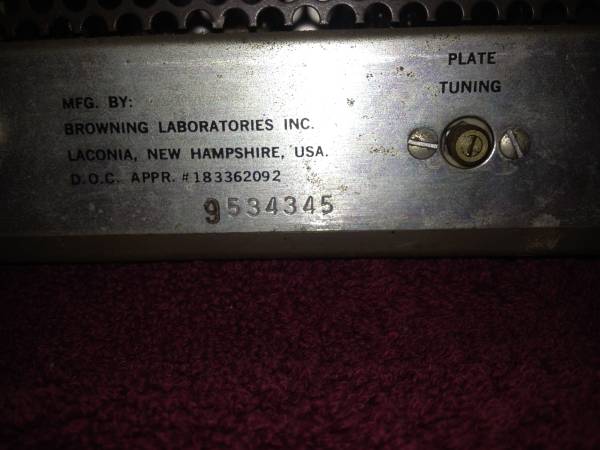 PLATE
TUNING
MFG. BY:
BROWNING LABORATORIES INC.
LACONIA, NEW HAMPSHIRE, USA.
D.O.C. APPR. #183362092
9534345